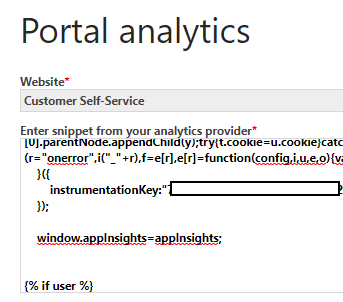 Portal analytics
Website*
Customer Self-Service
Enter snippet from your analytics provider*
[0].parentNode.appendChild(y);try{t.cookie=u.cookie}catc
(r="onerror",i("_"+r),f=e[r],e[r]=function(config,i,u,e,o){va
}({
instrumentationKey:"
});
window.appInsights=appInsights;
{% if user %}